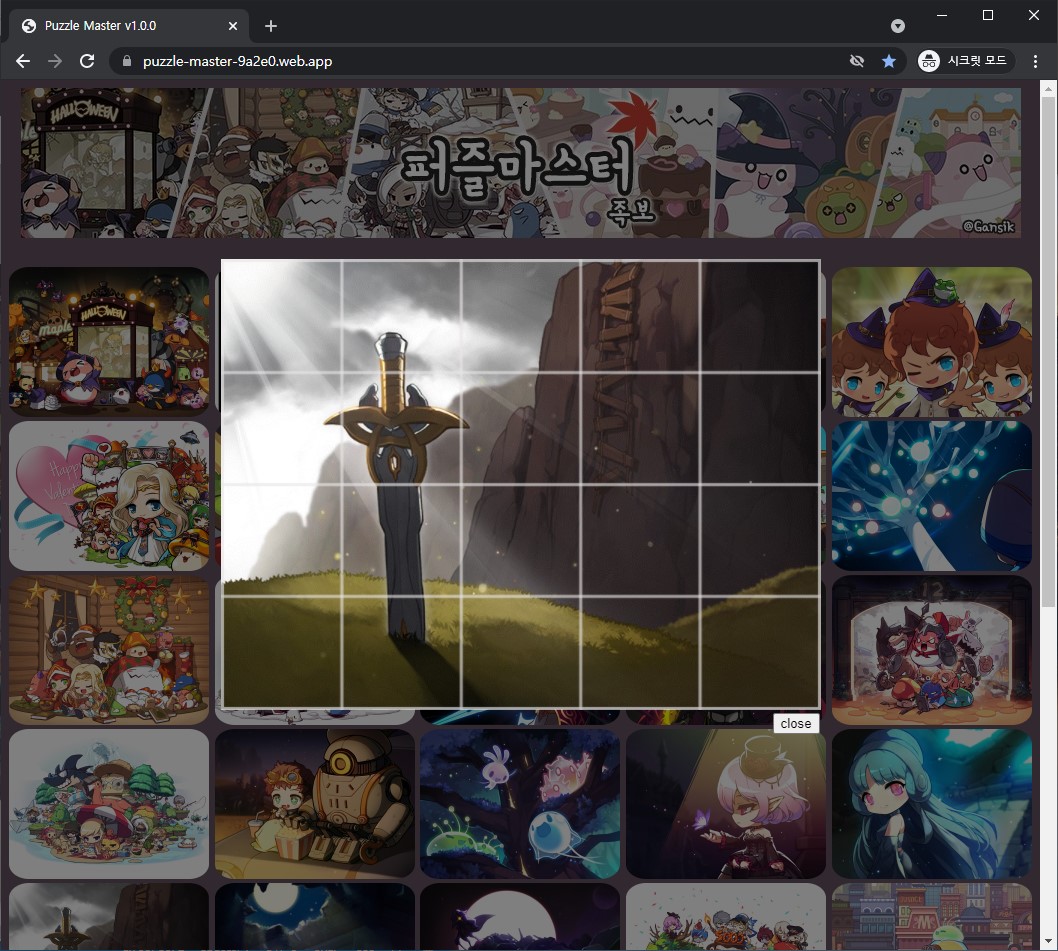 Puzzle Master v1.0.0
puzzle-master-9a2e0.web.app
시크릿 모드
HALLOWEEN
퍼즐마스터
족보
@Gansik
HALLOWEEN
maple
Happy
Valen
12
close